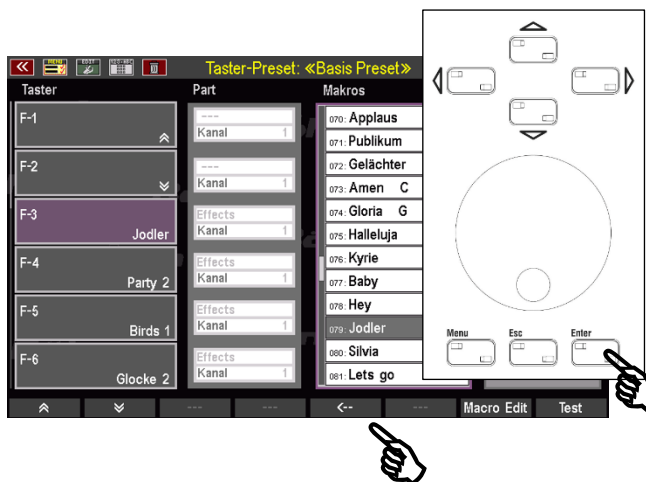 MENU EDIT
Taster-Preset: «Basis Preset»
Taster Part Makros
F-1
---
Kanal 1
F-2
---
Kanal 1
F-3
Jodler
Effects
Kanal 1
F-4
Party 2
Effects
Kanal 1
F-5
Birds 1
Effects
Kanal 1
F-6
Glocke 2
Effects
Kanal 1
070: Applaus
071: Publikum
072: Gelächter
073: Amen C
074: Gloria G
075: Halleluja
076: Kyrie
077: Baby
078: Hey
079: Jodler
080: Silvia
081: Lets go
Menu Esc Enter
--- --- <-- --- Macro Edit Test